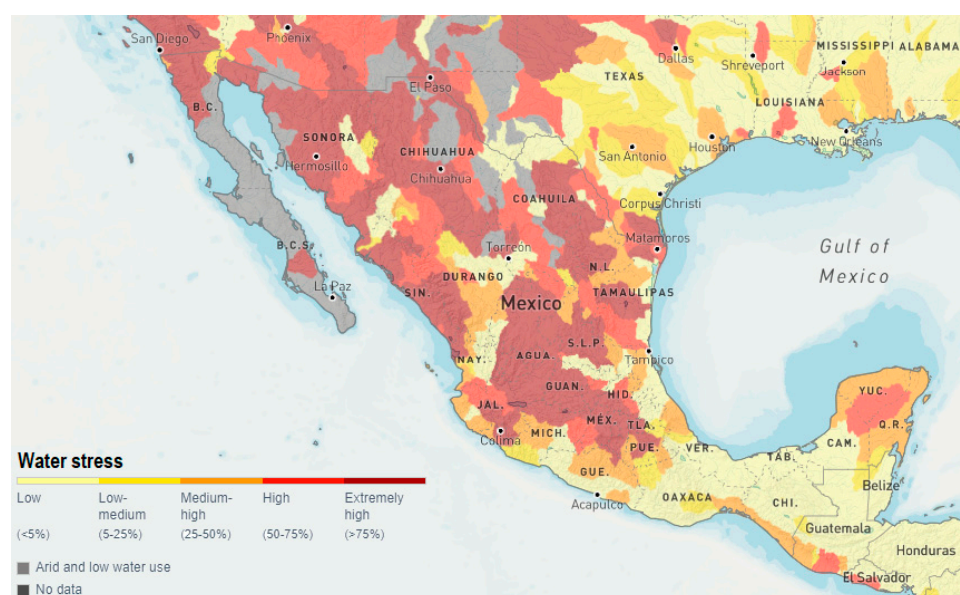 San Diego
Phoenix
Dallas
Shreveport
MISSISSIPPI
ALABAMA
TEXAS
Jackson
El Paso
B.C.
LOUISIANA
SONORA
CHIHUAHUA
San Antonio
Houston
New Orleans
Hermosillo
Chihuahua
COAHUILA
Corpus Christi
B.C.S.
Torreón
Matamoros
Gulf of
Mexico
N.L.
DURANGO
La Paz
SIN.
Mexico
TAMAULIPAS
S.L.P.
NAY.
AGUA.
Tampico
GUAN.
HID.
YUC.
JAL.
MÉX.
TLA.
Q.R.
Colima
MICH.
PUE.
VER.
CAM.
TAB.
GUE.
Belize
Acapulco
OAXACA
CHI.
Guatemala
Honduras
El Salvador
Water stress
Low
Low-
medium
Medium-
high
High
Extremely
high
(<5%)
(5-25%)
(25-50%)
(50-75%)
(>75%)
Arid and low water use
No data